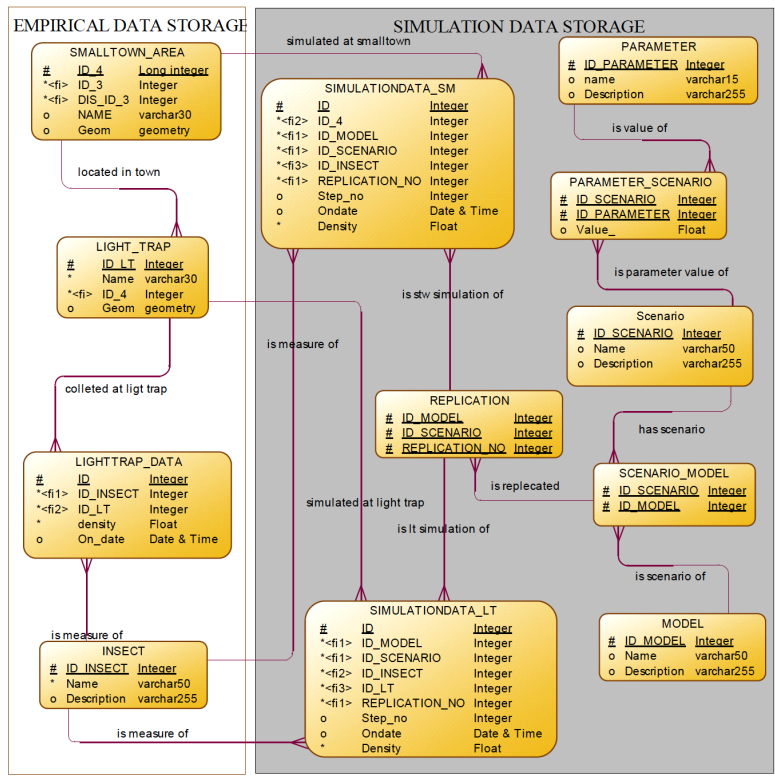 EMPIRICAL DATA STORAGE
SIMULATION DATA STORAGE
SMALLTOWN_AREA
# ID_4 Long integer
*<fi> ID_3 Integer
*<fi> DIS_ID_3 Integer
o NAME varchar30
o Geom geometry
simulated at smalltown
located in town
LIGHT_TRAP
# ID_LT Integer
* Name varchar30
*<fi> ID_4 Integer
o Geom geometry
colleted at ligt trap
LIGHTTRAP_DATA
# ID Integer
*<fi1> ID_INSECT Integer
*<fi2> ID_LT Integer
* density Float
o On_date Date & Time
is measure of
INSECT
# ID_INSECT Integer
* Name varchar50
o Description varchar255
is measure of
SIMULATIONDATA_SM
# ID Integer
*<fi2> ID_4 Integer
*<fi1> ID_MODEL Integer
*<fi1> ID_SCENARIO Integer
*<fi3> ID_INSECT Integer
*<fi1> REPLICATION_NO Integer
o Step_no Integer
o Ondate Date & Time
* Density Float
is stw simulation of
is measure of
REPLICATION
# ID_MODEL Integer
# ID_SCENARIO Integer
# REPLICATION_NO Integer
is replecated
simulated at light trap
is lt simulation of
SIMULATIONDATA_LT
# ID Integer
*<fi1> ID_MODEL Integer
*<fi1> ID_SCENARIO Integer
*<fi2> ID_INSECT Integer
*<fi3> ID_LT Integer
*<fi1> REPLICATION_NO Integer
o Step_no Integer
o Ondate Date & Time
* Density Float
PARAMETER
# ID_PARAMETER Integer
o name varchar15
o Description varchar255
is value of
PARAMETER_SCENARIO
# ID_SCENARIO Integer
# ID_PARAMETER Integer
o Value_ Float
is parameter value of
Scenario
# ID_SCENARIO Integer
o Name varchar50
o Description varchar255
has scenario
SCENARIO_MODEL
# ID_SCENARIO Integer
# ID_MODEL Integer
is scenario of
MODEL
# ID_MODEL Integer
o Name varchar50
o Description varchar255